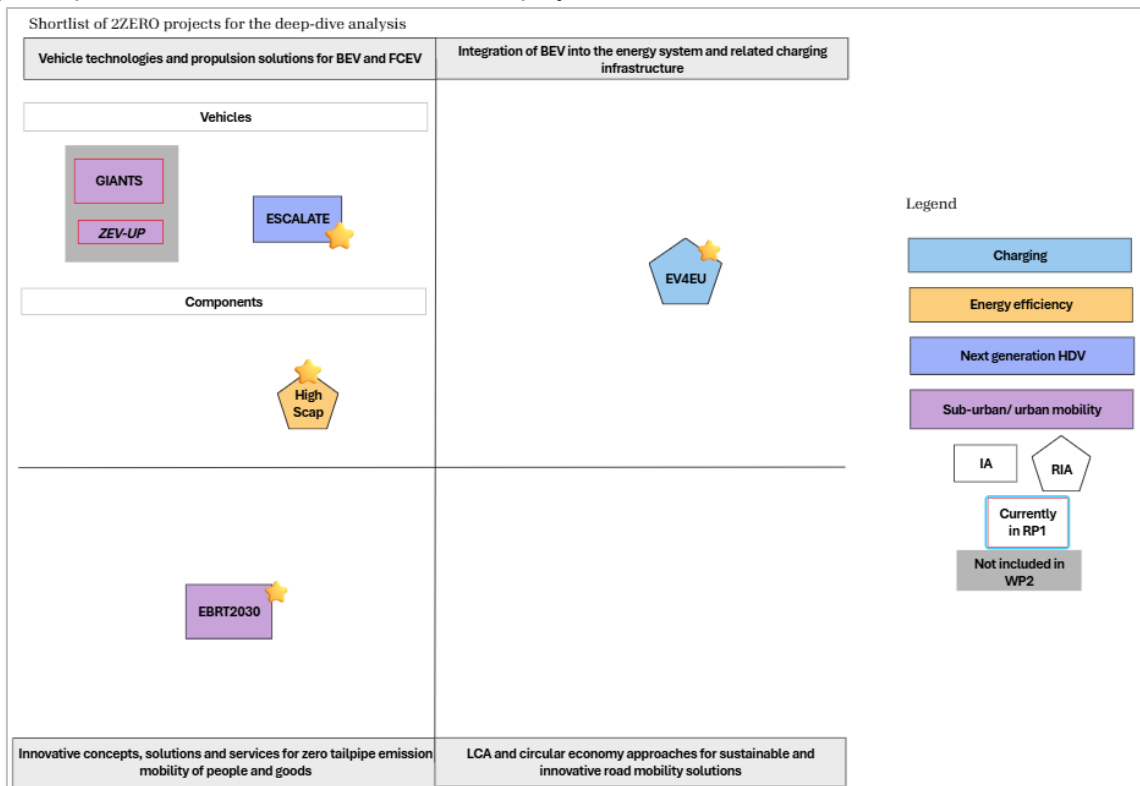 Shortlist of 2ZERO projects for the deep-dive analysis
Vehicle technologies and propulsion solutions for BEV and FCEV
Integration of BEV into the energy system and related charging
infrastructure
Vehicles
GIANTS
ZEV-UP
ESCALATE
EV4EU
Components
High
Scap
EBRT2030
Innovative concepts, solutions and services for zero tailpipe emission
mobility of people and goods
LCA and circular economy approaches for sustainable and
innovative road mobility solutions
Legend
Charging
Energy efficiency
Next generation HDV
Sub-urban/ urban mobility
IA
RIA
Currently
in RP1
Not included in
WP2